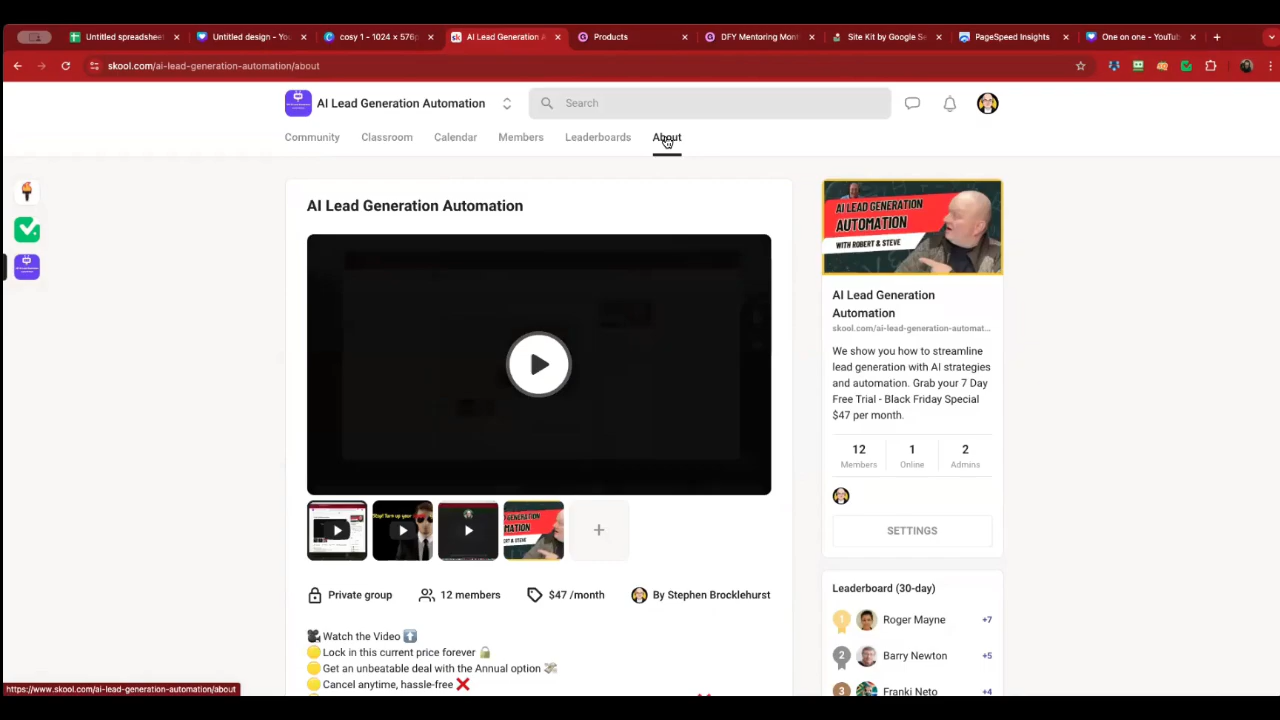 Untitled spreadshee
Untitled design - You
cosy 1 - 1024 x 576p
AI Lead Generation A
Products
DFY Mentoring Mont
Site Kit by Google Se
PageSpeed Insights
One on one - YouTub
skool.com/ai-lead-generation-automation/about
AI Lead Generation Automation
Search
Community
Classroom
Calendar
Members
Leaderboards
About
AI Lead Generation Automation
AI LEAD GENERATION
AUTOMATION
WITH ROBERT & STEVE
AI Lead Generation
Automation
skool.com/ai-lead-generation-automat...
We show you how to streamline
lead generation with AI strategies
and automation. Grab your 7 Day
Free Trial - Black Friday Special
$47 per month.
12
Members
1
Online
2
Admins
SETTINGS
Private group
12 members
$47 /month
By Stephen Brocklehurst
Watch the Video
Lock in this current price forever
Get an unbeatable deal with the Annual option
Cancel anytime, hassle-free
Leaderboard (30-day)
1
Roger Mayne
+7
2
Barry Newton
+5
3
Franki Neto
+4
https://www.skool.com/ai-lead-generation-automation/about